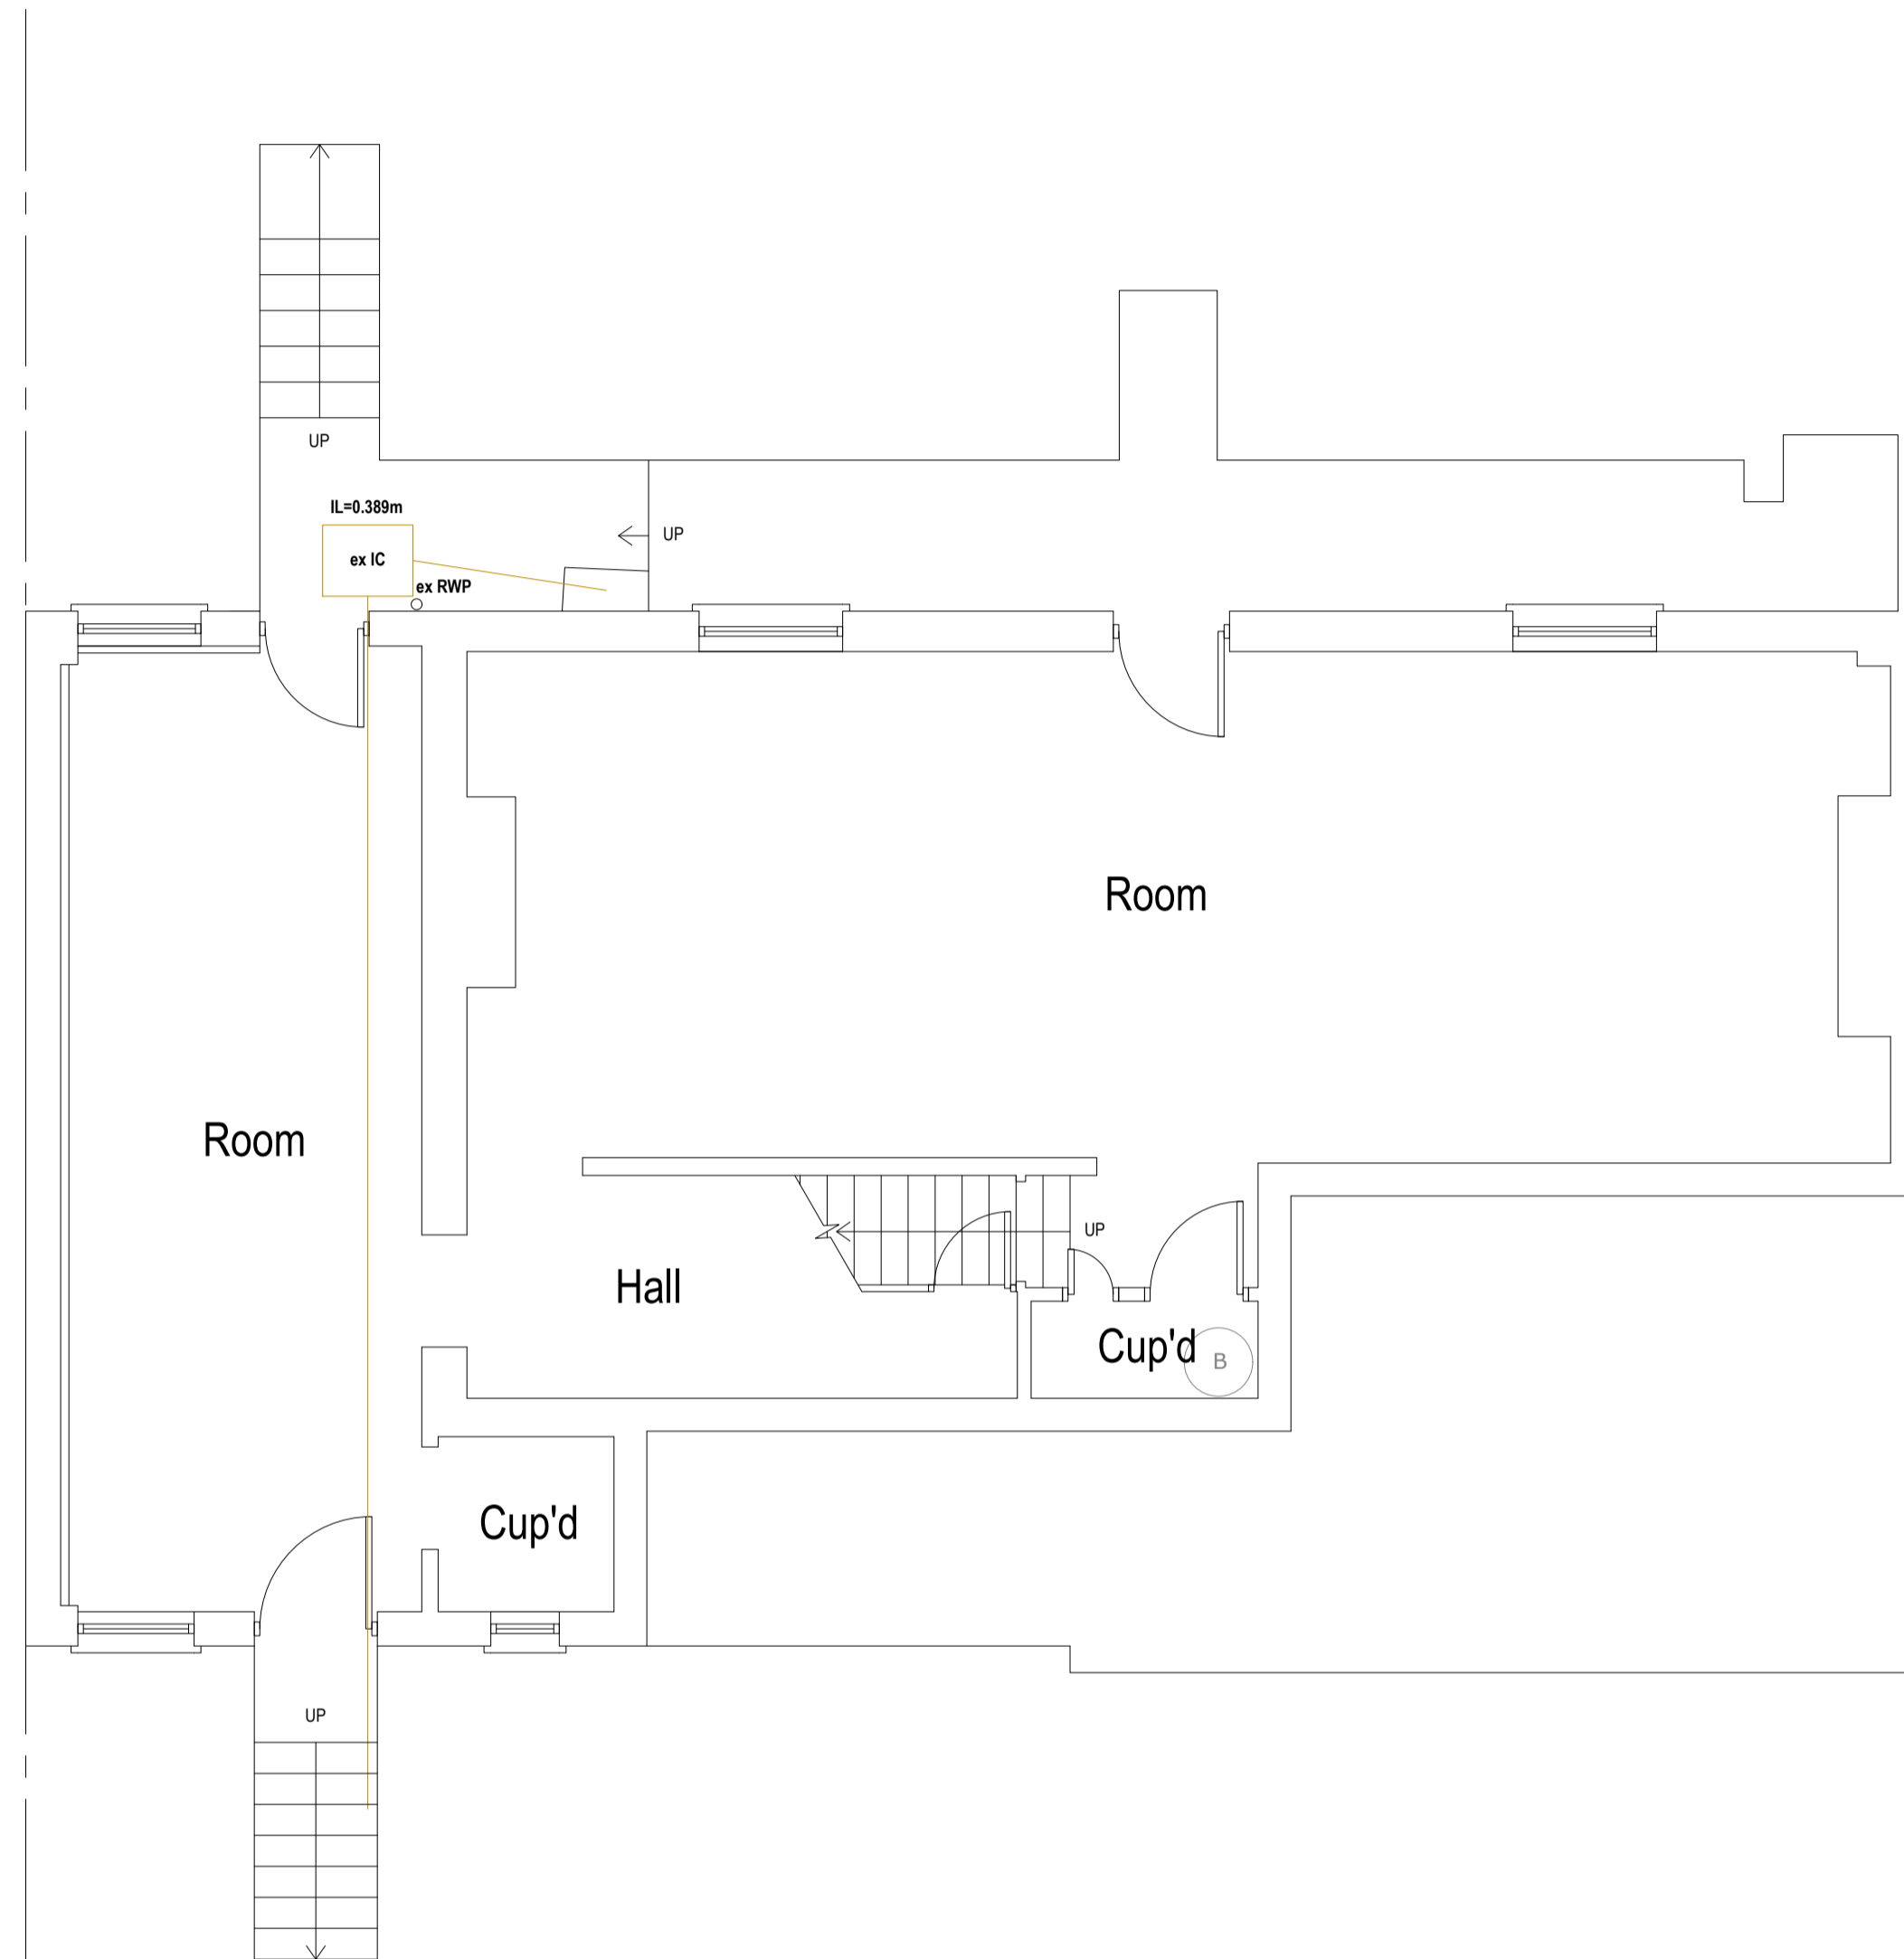 UP
IL=0.389m
UP
ex IC
ex RWP
Room
Room
UP
Hall
Cup'd
B
Cup'd
UP